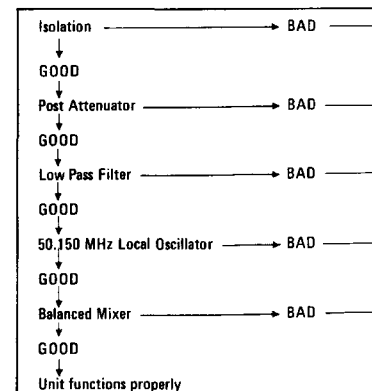 Isolation BAD
GOOD
Post Attenuator BAD
GOOD
Low Pass Filter BAD
GOOD
50.150 MHz Local Oscillator BAD
GOOD
Balanced Mixer BAD
GOOD
Unit functions properly